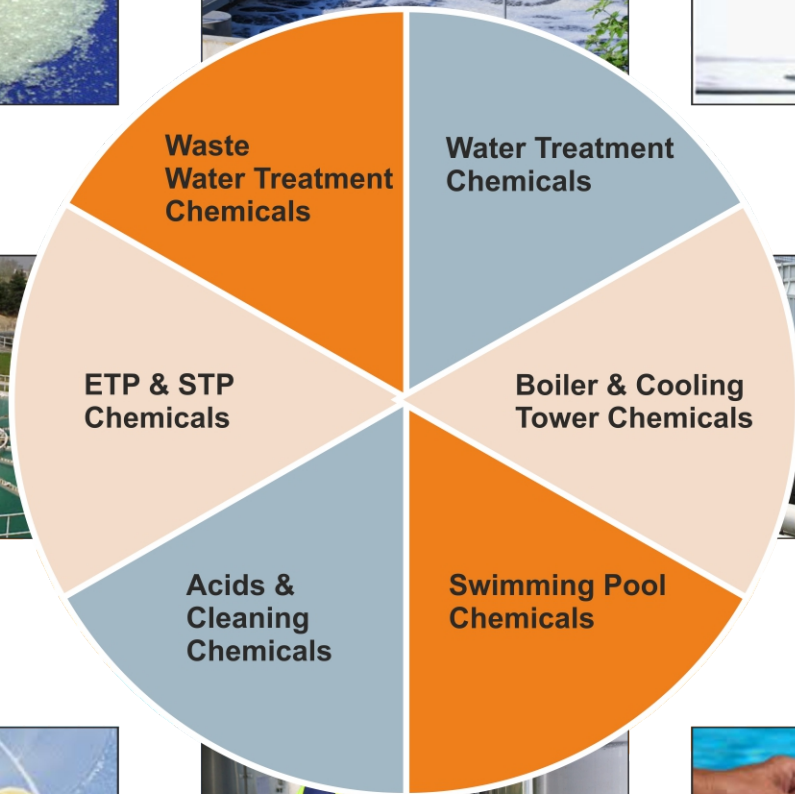 Waste
Water Treatment
Chemicals
Water Treatment
Chemicals
ETP & STP
Chemicals
Boiler & Cooling
Tower Chemicals
Acids &
Cleaning
Chemicals
Swimming Pool
Chemicals